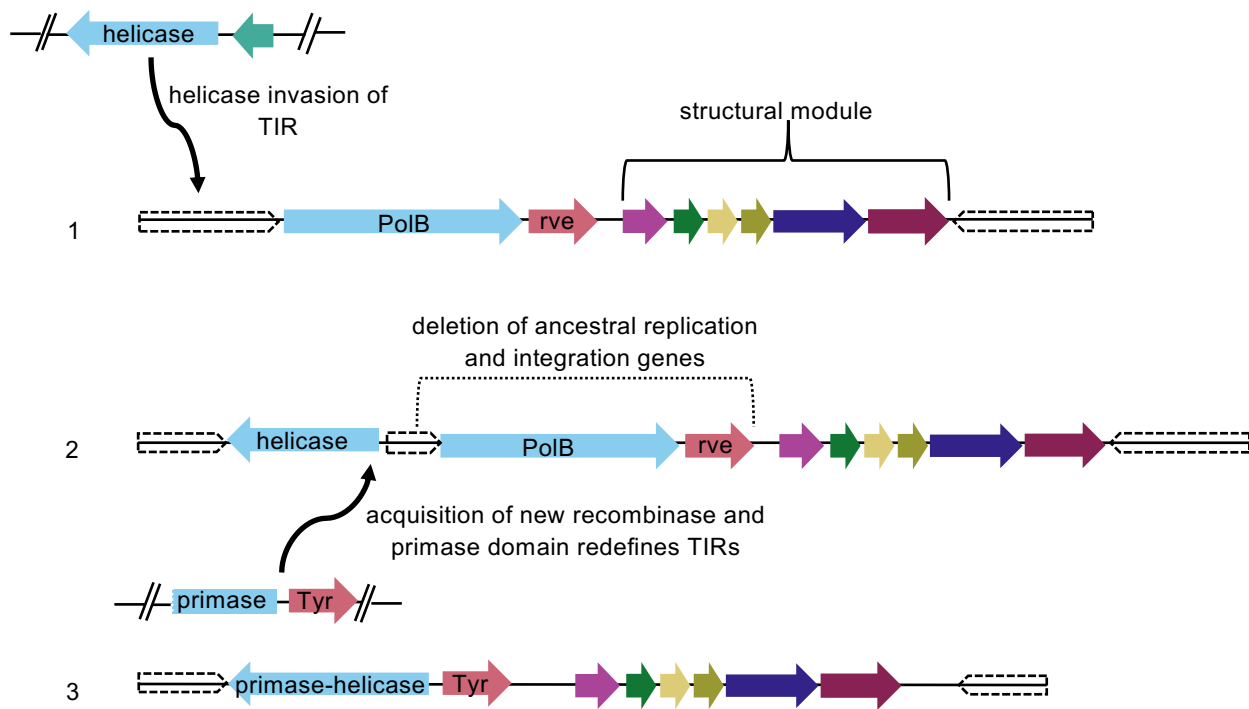 helicase
helicase invasion of
TIR
structural module
1
PolB
rve
deletion of ancestral replication
and integration genes
2
helicase
PolB
rve
acquisition of new recombinase and
primase domain redefines TIRs
primase
Tyr
3
primase-helicase
Tyr